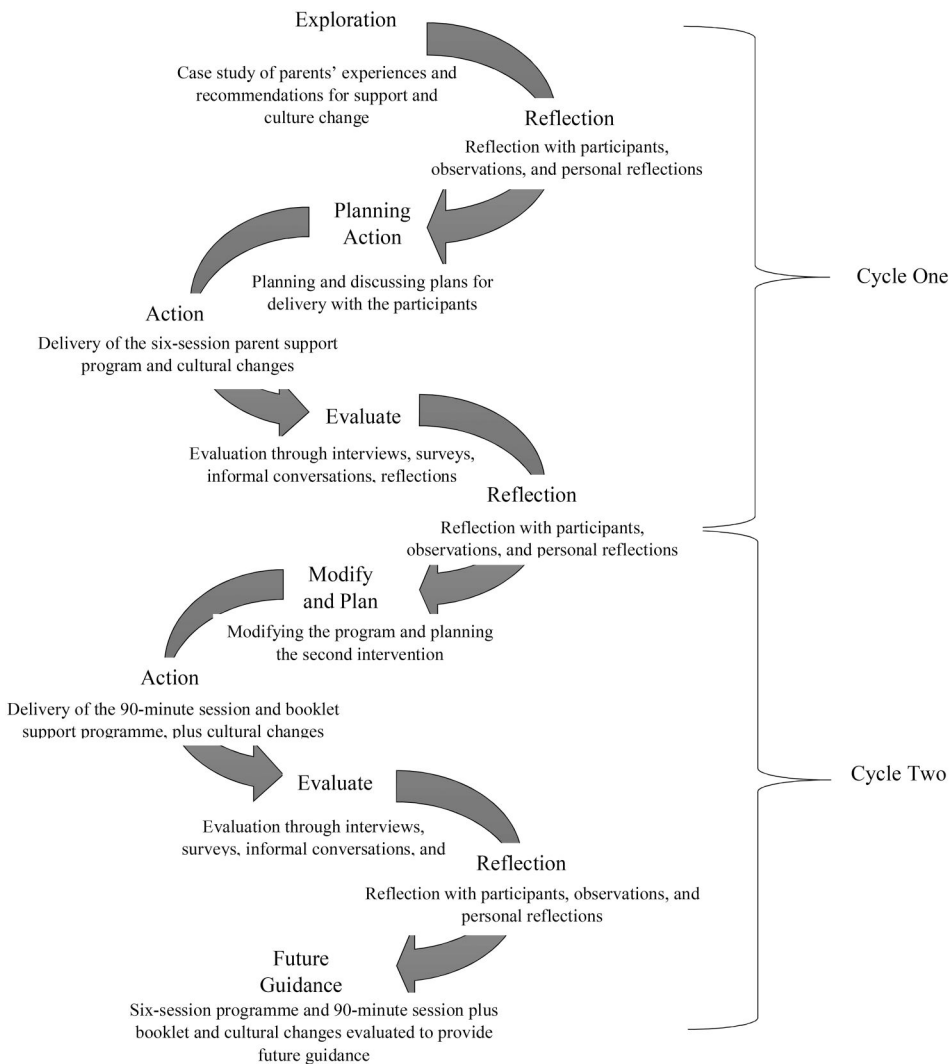 Exploration
Case study of parents’ experiences and
recommendations for support and
culture change
Reflection
Reflection with participants,
observations, and personal reflections
Planning
Action
Planning and discussing plans for
delivery with the participants
Cycle One
Action
Delivery of the six-session parent support
program and cultural changes
Evaluate
Evaluation through interviews, surveys,
informal conversations, reflections
Reflection
Reflection with participants,
observations, and personal reflections
Modify
and Plan
Modifying the program and planning
the second intervention
Action
Delivery of the 90-minute session and booklet
support programme, plus cultural changes
Cycle Two
Evaluate
Evaluation through interviews,
surveys, informal conversations, and
Reflection
Reflection with participants, observations, and
personal reflections
Future
Guidance
Six-session programme and 90-minute session plus
booklet and cultural changes evaluated to provide
future guidance